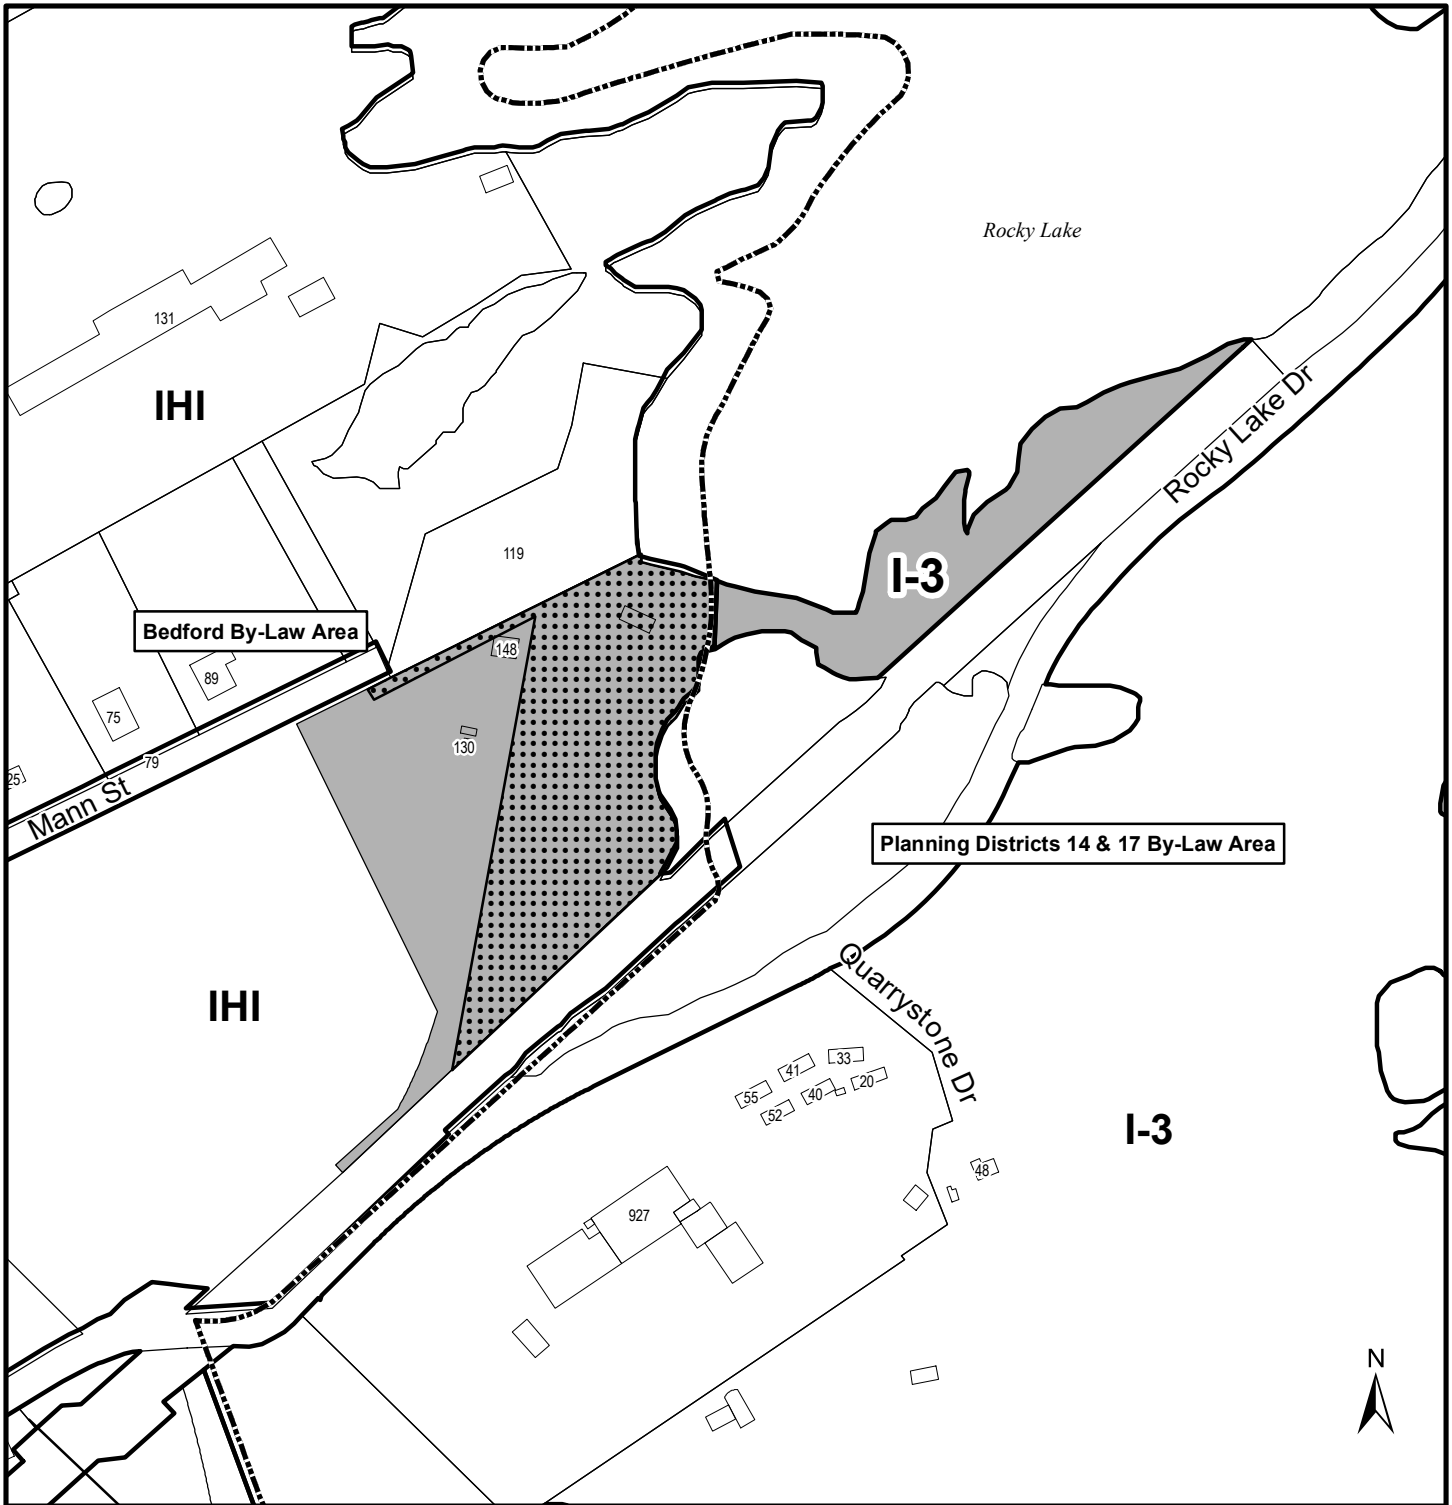 Rocky Lake
131
IHI
Rocky Lake Dr
119
I-3
Bedford By-Law Area
148
89
75
130
79
25
Mann St
Planning Districts 14 & 17 By-Law Area
Quarrystone Dr
IHI
33
41
20
55
40
52
I-3
48
927
N